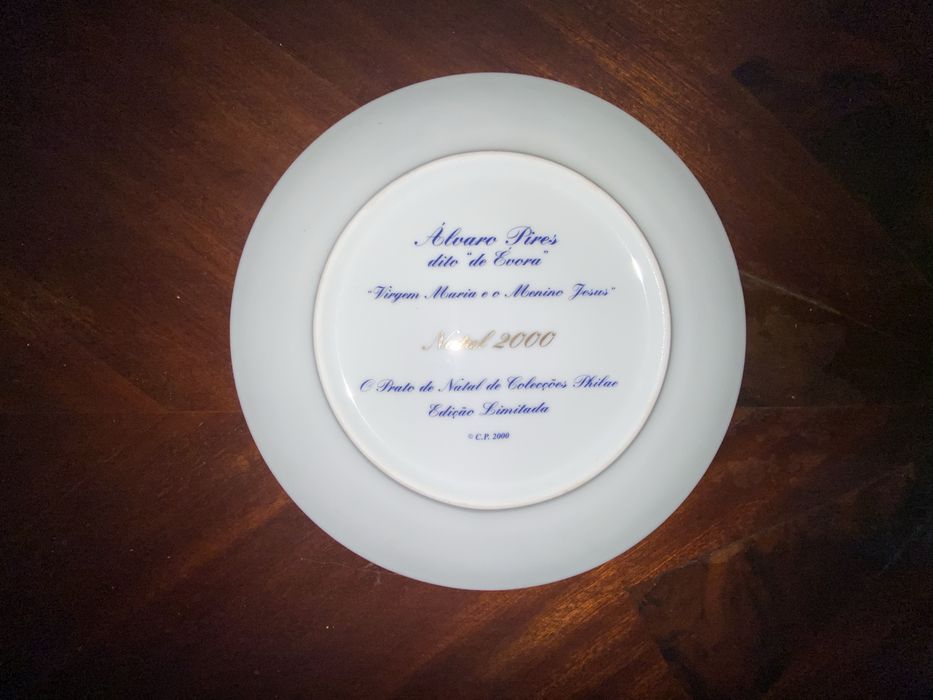 Álvaro Pires
dito "de Évora"
"Virgem Maria e o Menino Jesus"
Natal 2000
O Prato de Natal de Colecções Philae
Edição Limitada
© C.P. 2000